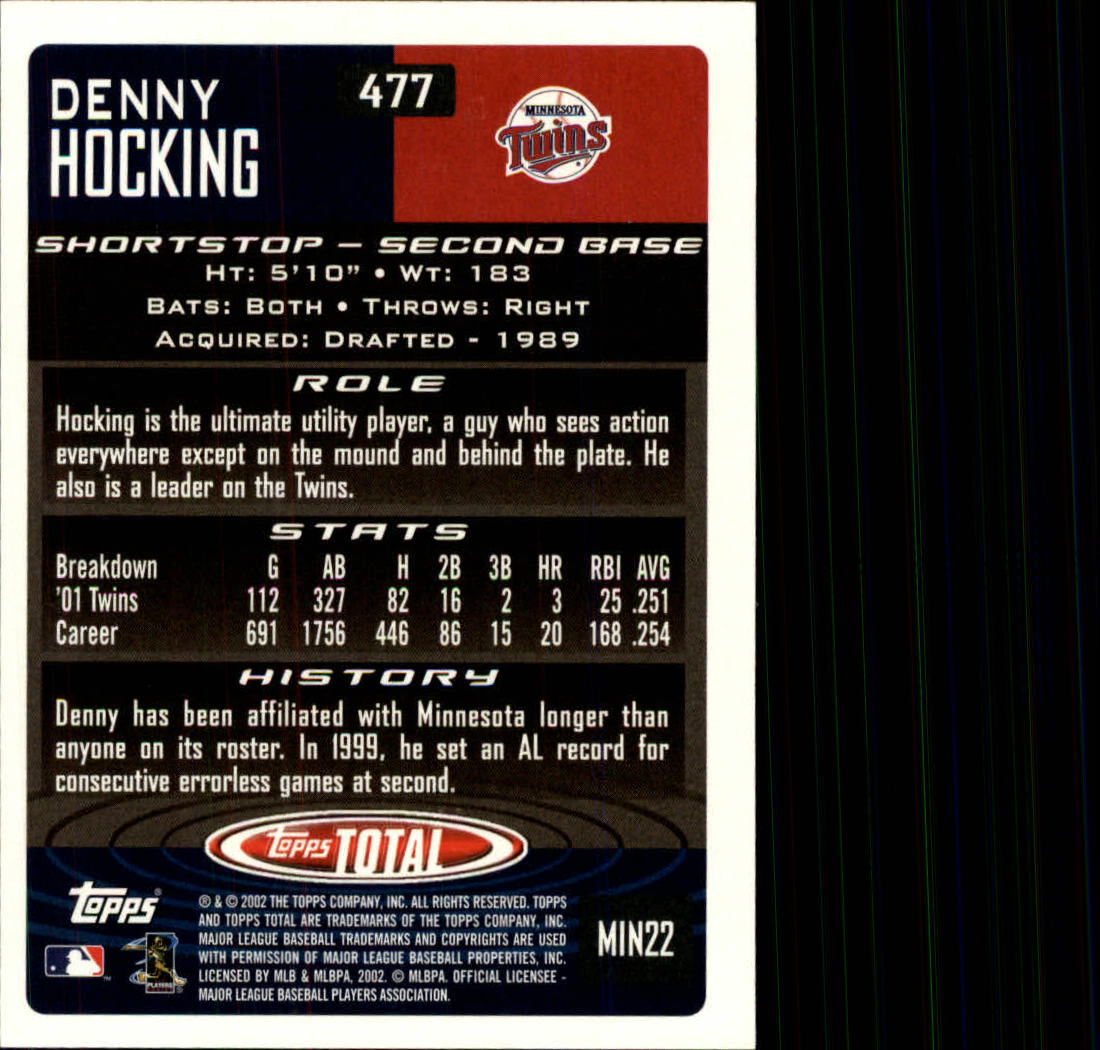 DENNY
HOCKING
477
MINNESOTA
Twins
SHORTSTOP – SECOND BASE
HT: 5'10” • WT: 183
BATS: BOTH • THROWS: RIGHT
ACQUIRED: DRAFTED - 1989
ROLE
Hocking is the ultimate utility player, a guy who sees action
everywhere except on the mound and behind the plate. He
also is a leader on the Twins.
STATS
Breakdown G AB H 2B 3B HR RBI AVG
'01 Twins 112 327 82 16 2 3 25 .251
Career 691 1756 446 86 15 20 168 .254
HISTORY
Denny has been affiliated with Minnesota longer than
anyone on its roster. In 1999, he set an AL record for
consecutive errorless games at second.
Topps TOTAL
Topps®
® & © 2002 THE TOPPS COMPANY, INC. ALL RIGHTS RESERVED. TOPPS
AND TOPPS TOTAL ARE TRADEMARKS OF THE TOPPS COMPANY, INC.
MAJOR LEAGUE BASEBALL TRADEMARKS AND COPYRIGHTS ARE USED
WITH PERMISSION OF MAJOR LEAGUE BASEBALL PROPERTIES, INC.
LICENSED BY MLB & MLBPA, 2002. © MLBPA. OFFICIAL LICENSEE -
MAJOR LEAGUE BASEBALL PLAYERS ASSOCIATION.
MIN22
PLAYERS